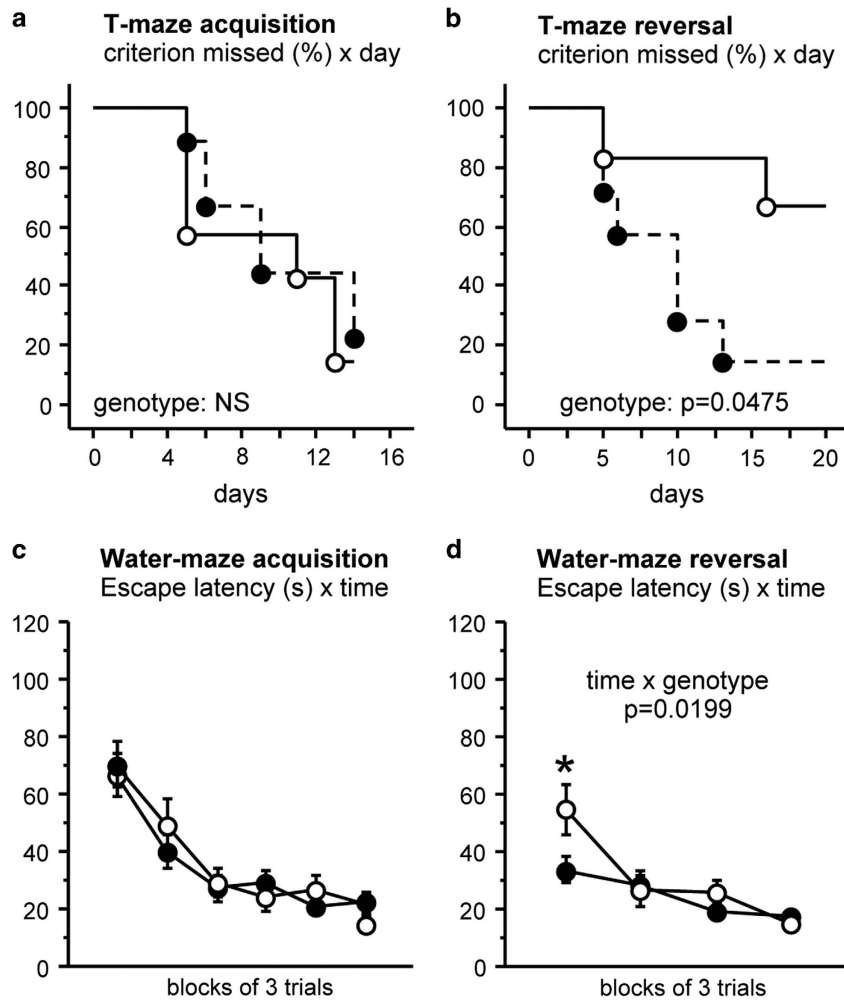 a
T-maze acquisition
criterion missed (%) x day
100
80
60
40
20
0
genotype: NS
0 4 8 12 16
days
b
T-maze reversal
criterion missed (%) x day
100
80
60
40
20
0
genotype: p=0.0475
0 5 10 15 20
days
c
Water-maze acquisition
Escape latency (s) x time
120
100
80
60
40
20
0
blocks of 3 trials
d
Water-maze reversal
Escape latency (s) x time
120
100
80
60
40
20
0
time x genotype
p=0.0199
*
blocks of 3 trials